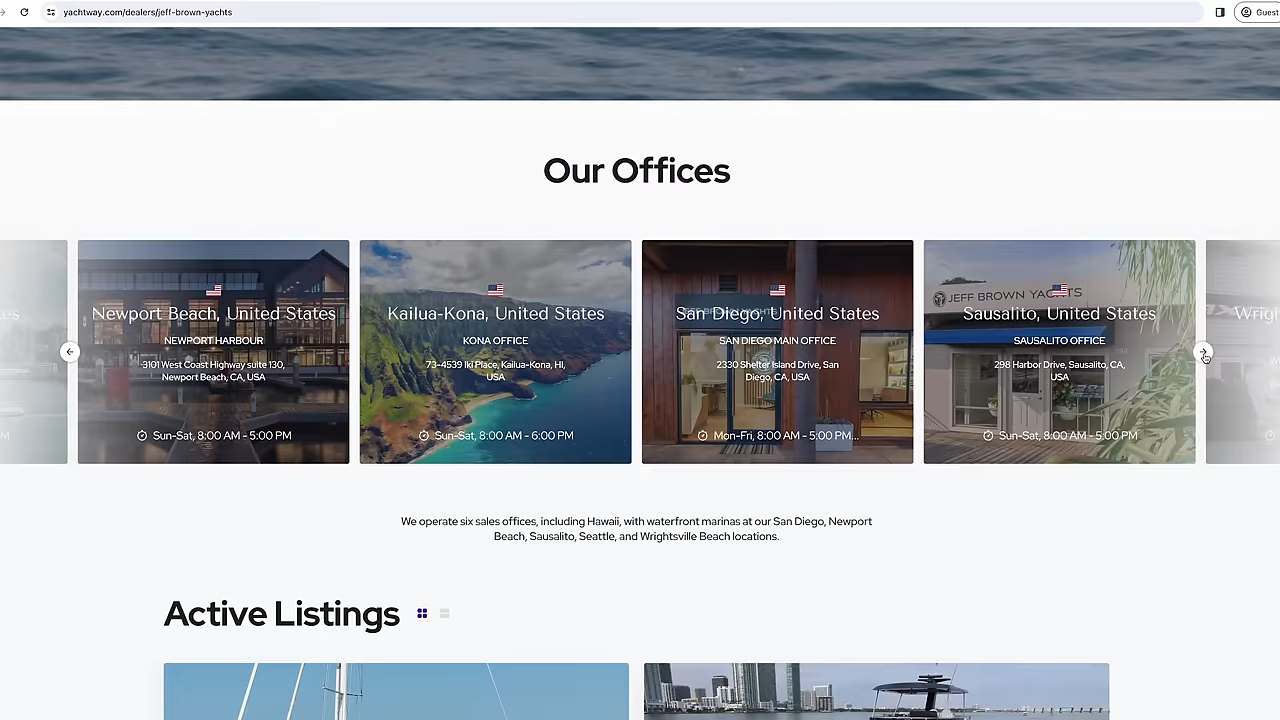 yachtway.com/dealers/jeff-brown-yachts
Guest
Our Offices
Newport Beach, United States
NEWPORT HARBOUR
3101 West Coast Highway suite 130,
Newport Beach, CA, USA
Sun-Sat, 8:00 AM - 5:00 PM
Kailua-Kona, United States
KONA OFFICE
73-4539 Iki Place, Kailua-Kona, HI,
USA
Sun-Sat, 8:00 AM - 6:00 PM
San Diego, United States
SAN DIEGO MAIN OFFICE
2330 Shelter Island Drive, San
Diego, CA, USA
Mon-Fri, 8:00 AM - 5:00 PM...
JEFF BROWN YACHTS
Sausalito, United States
SAUSALITO OFFICE
298 Harbor Drive, Sausalito, CA,
USA
Sun-Sat, 8:00 AM - 5:00 PM
We operate six sales offices, including Hawaii, with waterfront marinas at our San Diego, Newport
Beach, Sausalito, Seattle, and Wrightsville Beach locations.
Active Listings